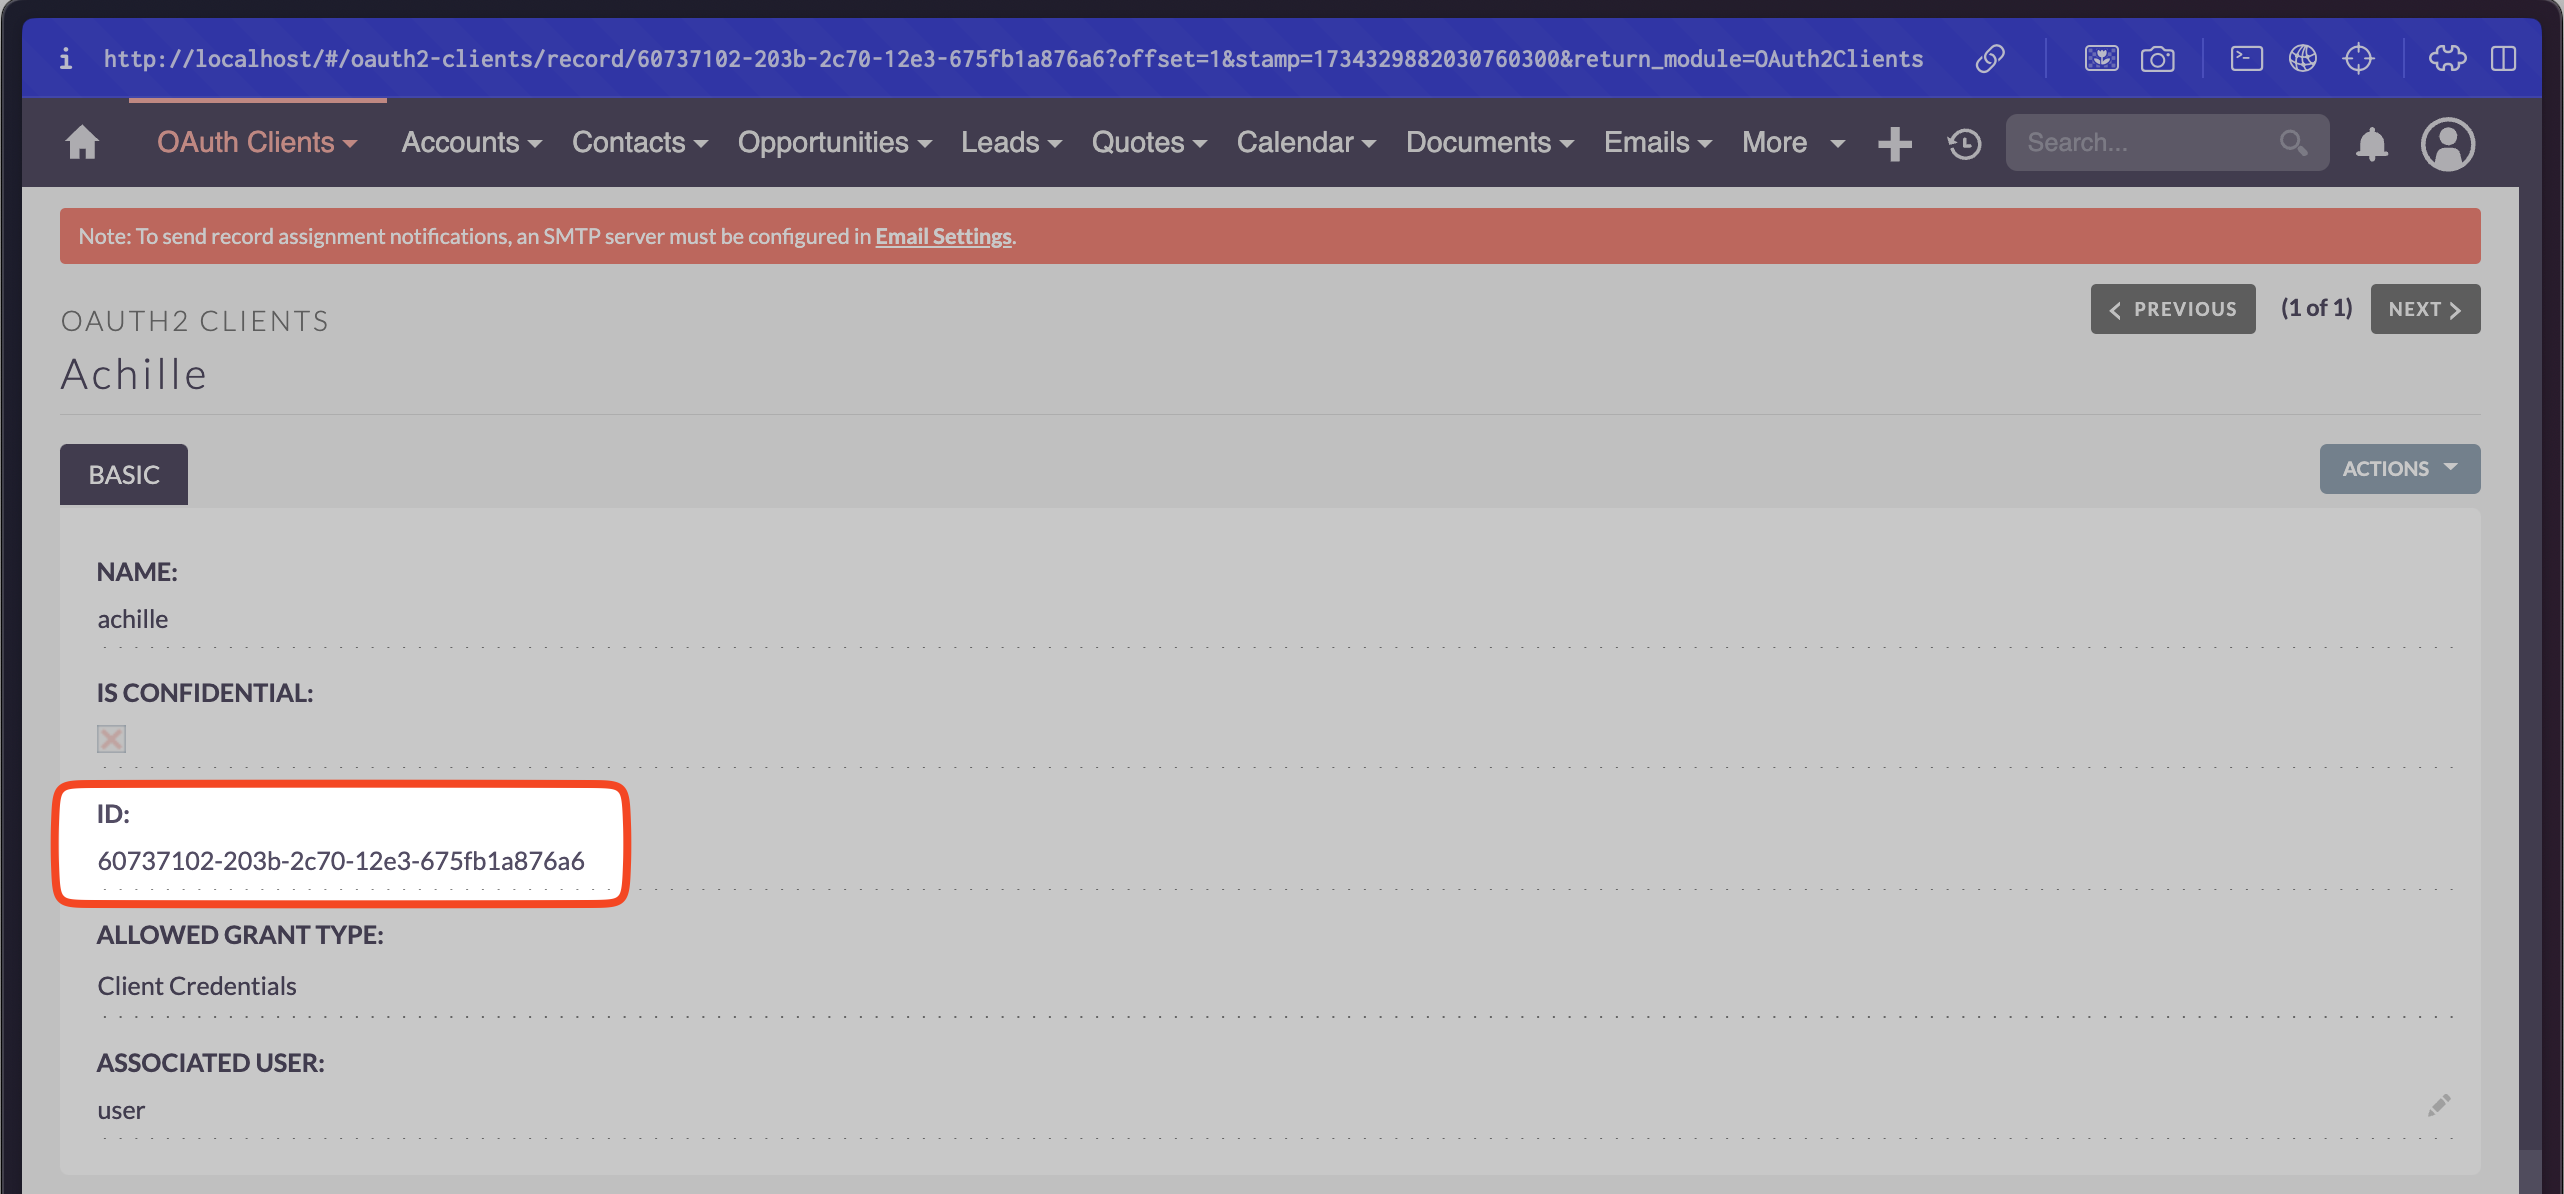 http://localhost/#/oauth2-clients/record/60737102-203b-2c70-12e3-675fb1a876a6?offset=1&stamp=1734329882030760300&return_module=OAuth2Clients
OAuth Clients Accounts Contacts Opportunities Leads Quotes Calendar Documents Emails More Search...
Note: To send record assignment notifications, an SMTP server must be configured in Email Settings.
OAUTH2 CLIENTS
PREVIOUS (1 of 1) NEXT
Achille
BASIC
ACTIONS
NAME:
achille
IS CONFIDENTIAL:
ID:
60737102-203b-2c70-12e3-675fb1a876a6
ALLOWED GRANT TYPE:
Client Credentials
ASSOCIATED USER:
user